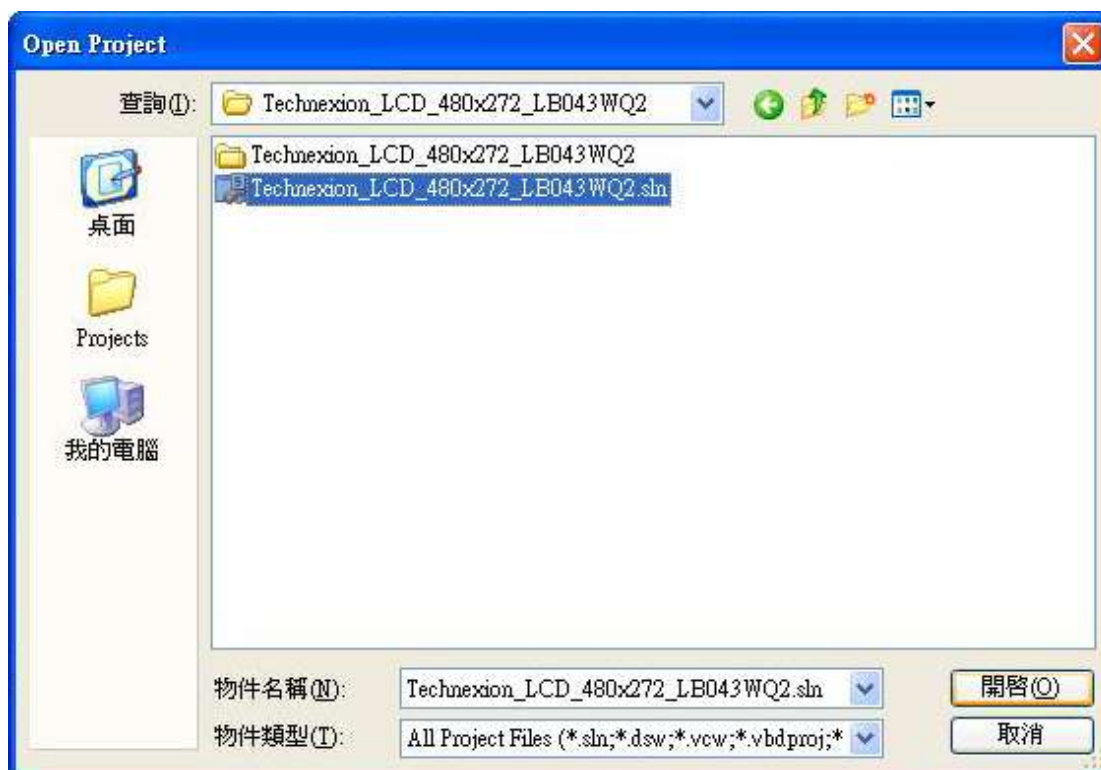 Open Project
查詢(I):
Technexion_LCD_480x272_LB043WQ2
Technexion_LCD_480x272_LB043WQ2
Technexion_LCD_480x272_LB043WQ2.sln
桌面
Projects
我的電腦
物件名稱(N):
Technexion_LCD_480x272_LB043WQ2.sln
開啓(O)
物件類型(T):
All Project Files (*.sln;*.dsw;*.vcw;*.vbdproj;*
取消